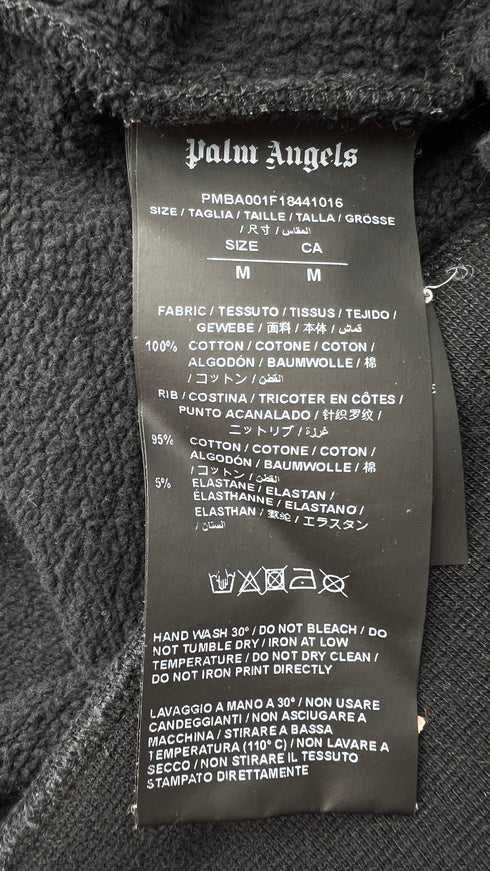 Palm Angels
PMBA001F18441016
SIZE / TAGLIA / TAILLE / TALLA / GRÖSSE
/ 尺寸 / المقاس /
SIZE CA
M M
FABRIC / TESSUTO / TISSUS / TEJIDO /
GEWEBE / 面料 / 本体 / قماش
100% COTTON / COTONE / COTON /
ALGODÓN / BAUMWOLLE / 棉
/ コットン / القطن
RIB / COSTINA / TRICOTER EN CÔTES /
PUNTO ACANALADO / 针织罗纹 /
ニットリブ / غرزة
95% COTTON / COTONE / COTON /
ALGODÓN / BAUMWOLLE / 棉
/ コットン / القطن
5% ELASTANE / ELASTAN /
ÉLASTHANNE / ELASTANO /
ELASTHAN / エラスタン
/
HAND WASH 30° / DO NOT BLEACH / DO
NOT TUMBLE DRY / IRON AT LOW
TEMPERATURE / DO NOT DRY CLEAN /
DO NOT IRON PRINT DIRECTLY
LAVAGGIO A MANO A 30° / NON USARE
CANDEGGIANTI / NON ASCIUGARE A
MACCHINA / STIRARE A BASSA
TEMPERATURA (110° C) / NON LAVARE A
SECCO / NON STIRARE IL TESSUTO
STAMPATO DIRETTAMENTE
E